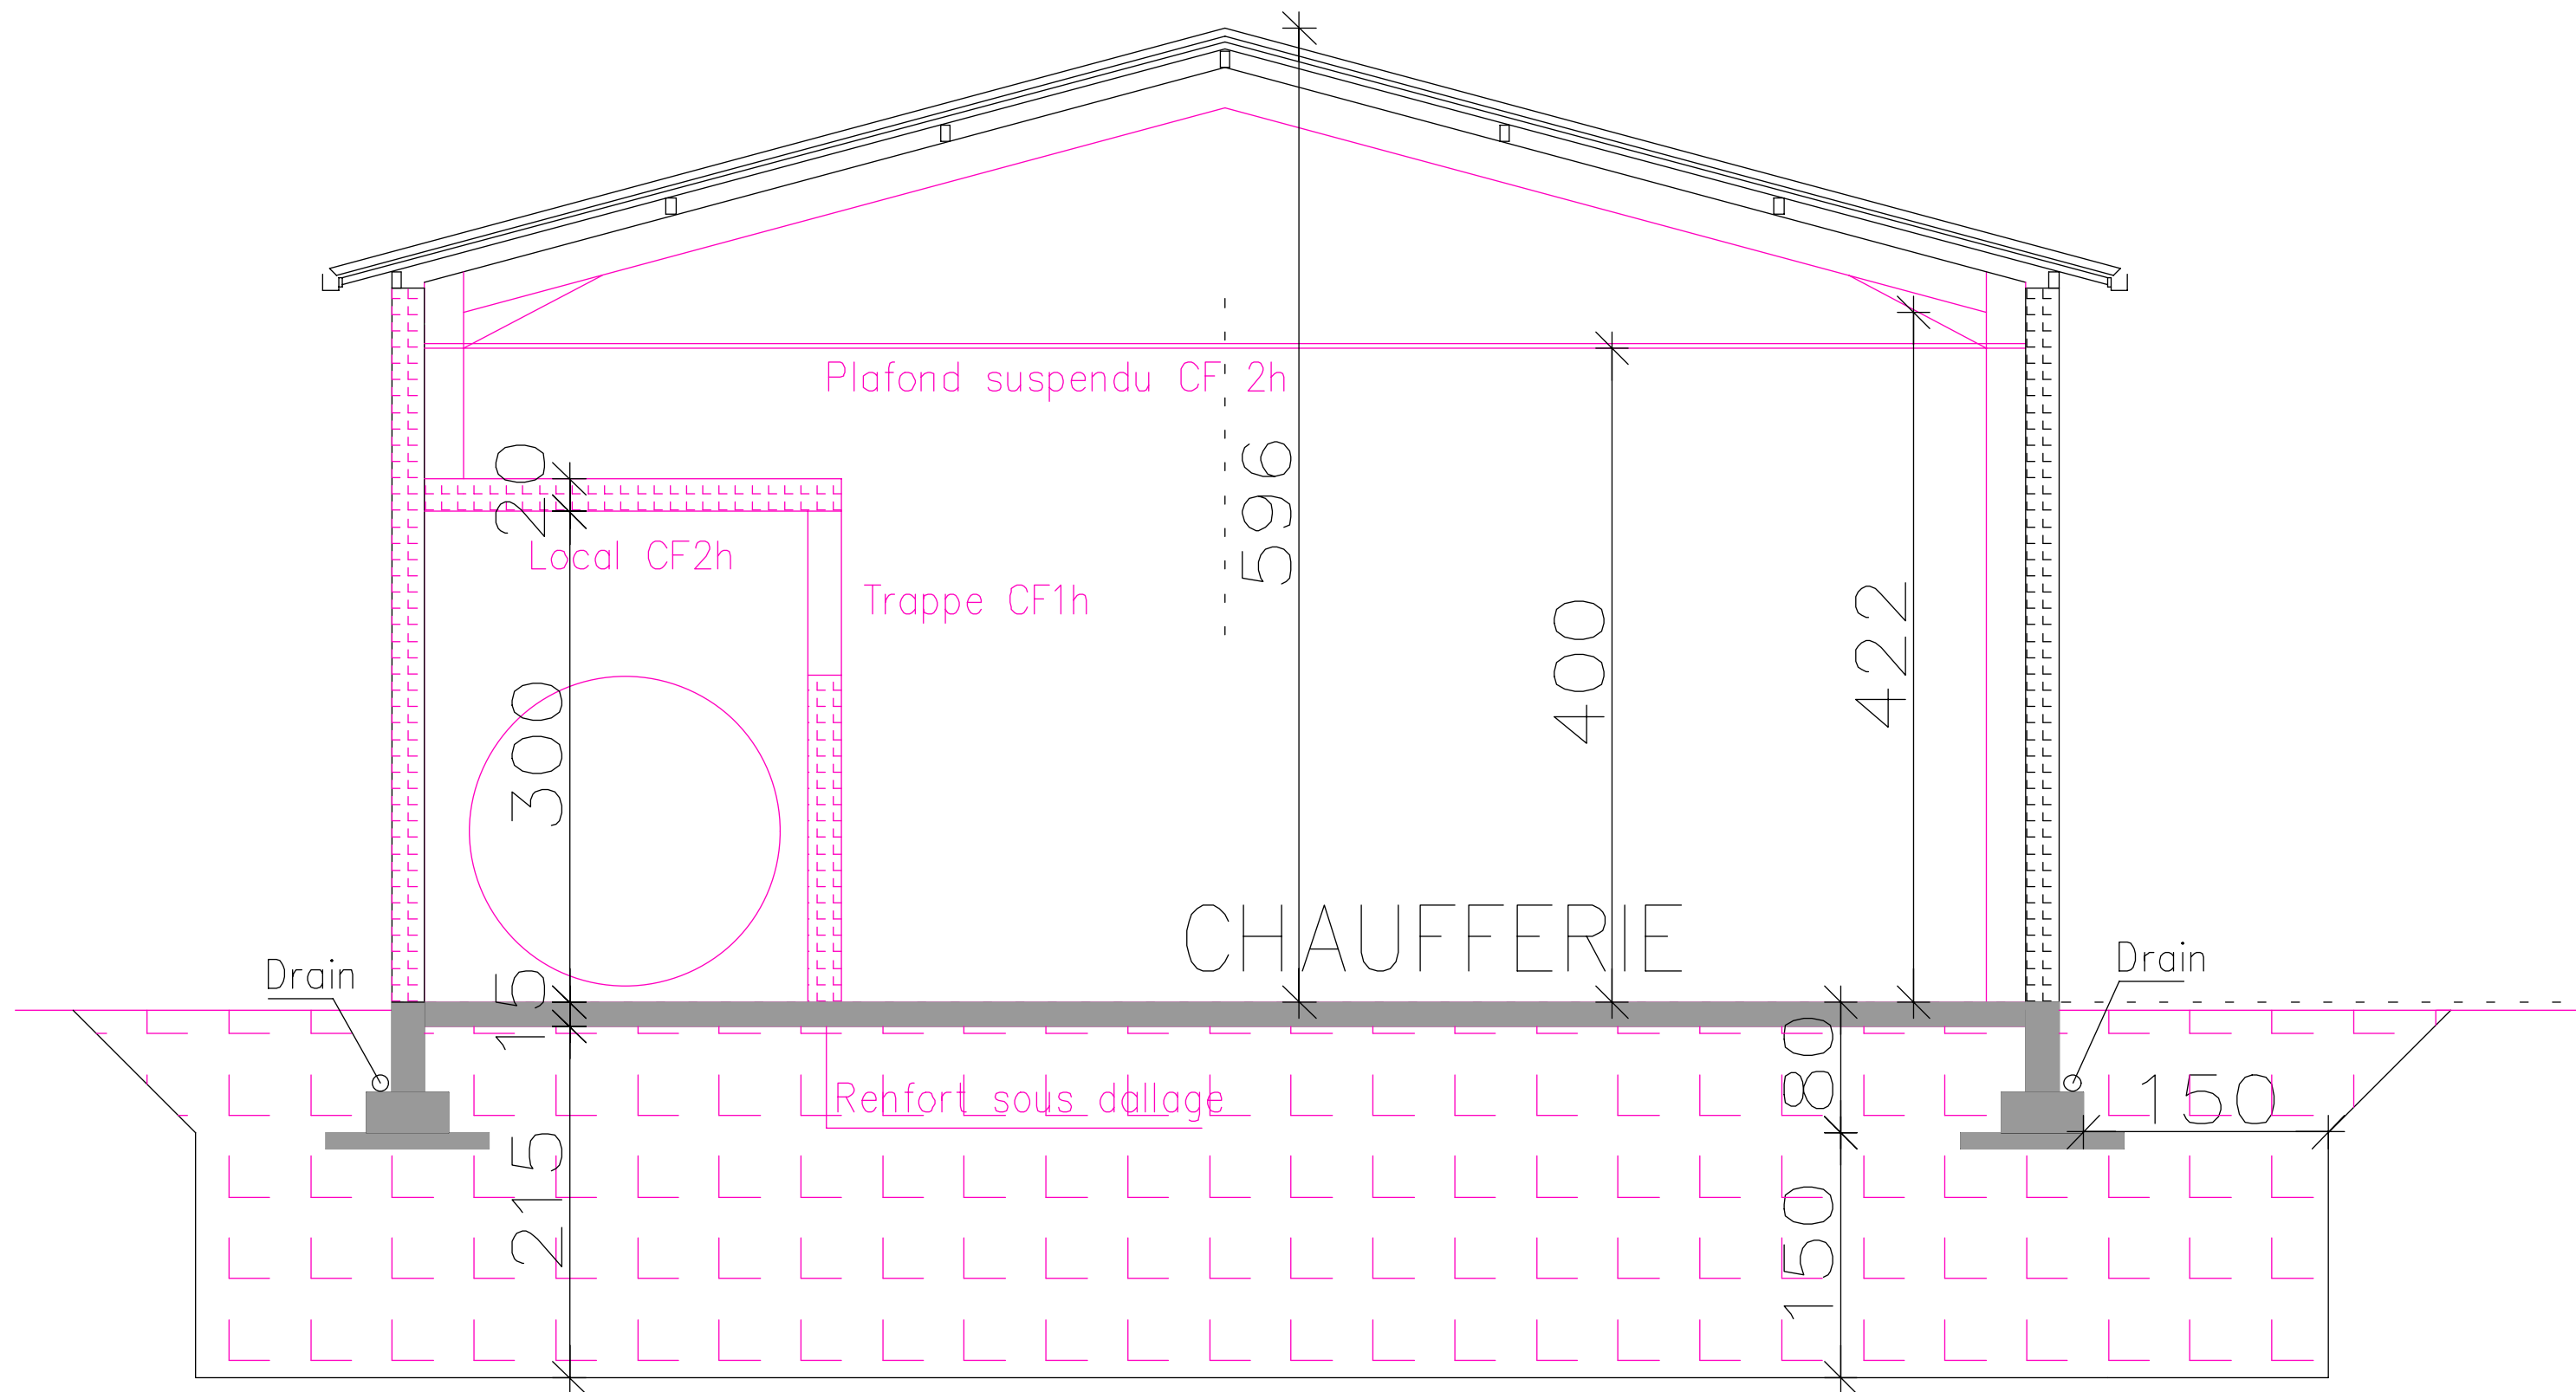 Plafond suspendu CF 2h
20
596
Local CF2h
Trappe CF1h
400
422
300
CHAUFFERIE
Drain
Drain
15
80
150
Renfort sous dallage
215
150